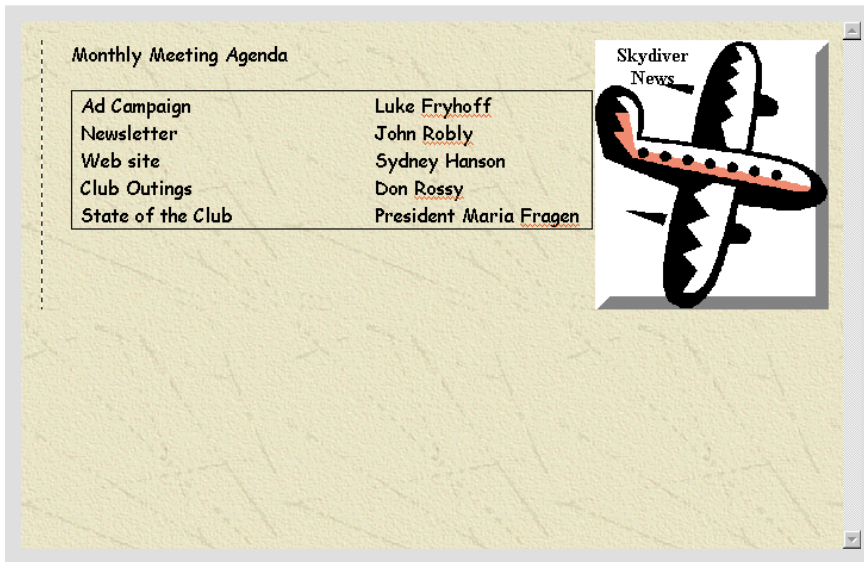 Monthly Meeting Agenda
Skydiver
News
Ad Campaign Luke Fryhoff
Newsletter John Robly
Web site Sydney Hanson
Club Outings Don Rossy
State of the Club President Maria Fragen